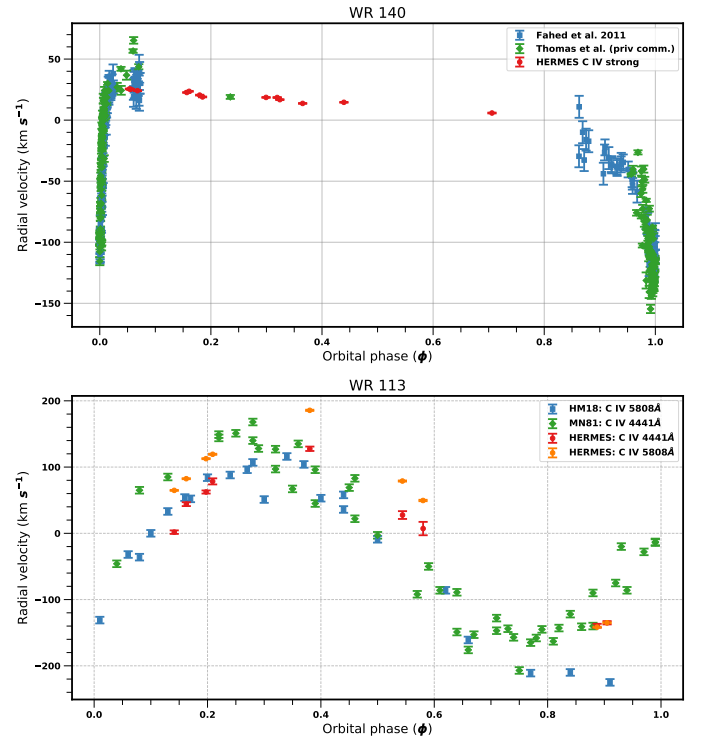 WR 140
Fahed et al. 2011
Thomas et al. (priv comm.)
HERMES C IV strong
50
0
−50
−100
−150
Radial velocity (km s⁻¹)
0.0 0.2 0.4 0.6 0.8 1.0
Orbital phase (ϕ)
WR 113
HM18: C IV 5808Å
MN81: C IV 4441Å
HERMES: C IV 4441Å
HERMES: C IV 5808Å
200
100
0
−100
−200
Radial velocity (km s⁻¹)
0.0 0.2 0.4 0.6 0.8 1.0
Orbital phase (ϕ)